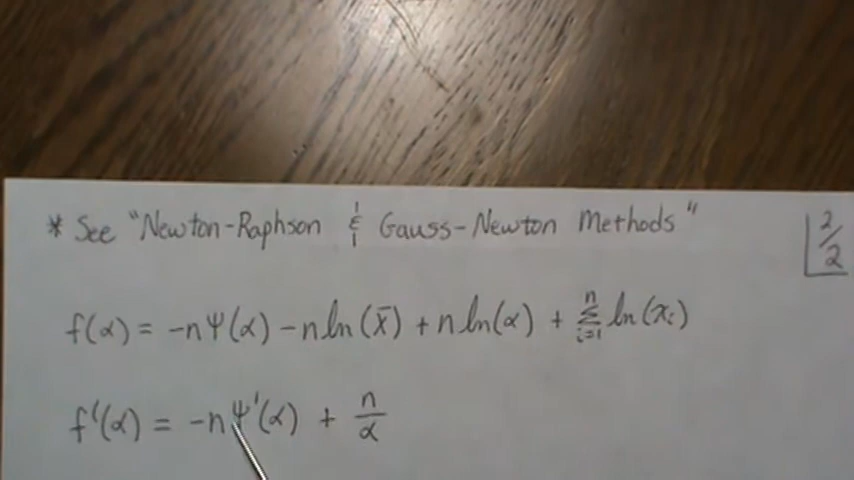 * See "Newton-Raphson & Gauss-Newton Methods"
2/2
f(α) = -nΨ(α) - n ln(x̄) + n ln(α) + Σ_{i=1}^{n} ln(x_i)
f'(α) = -nΨ'(α) + n/α